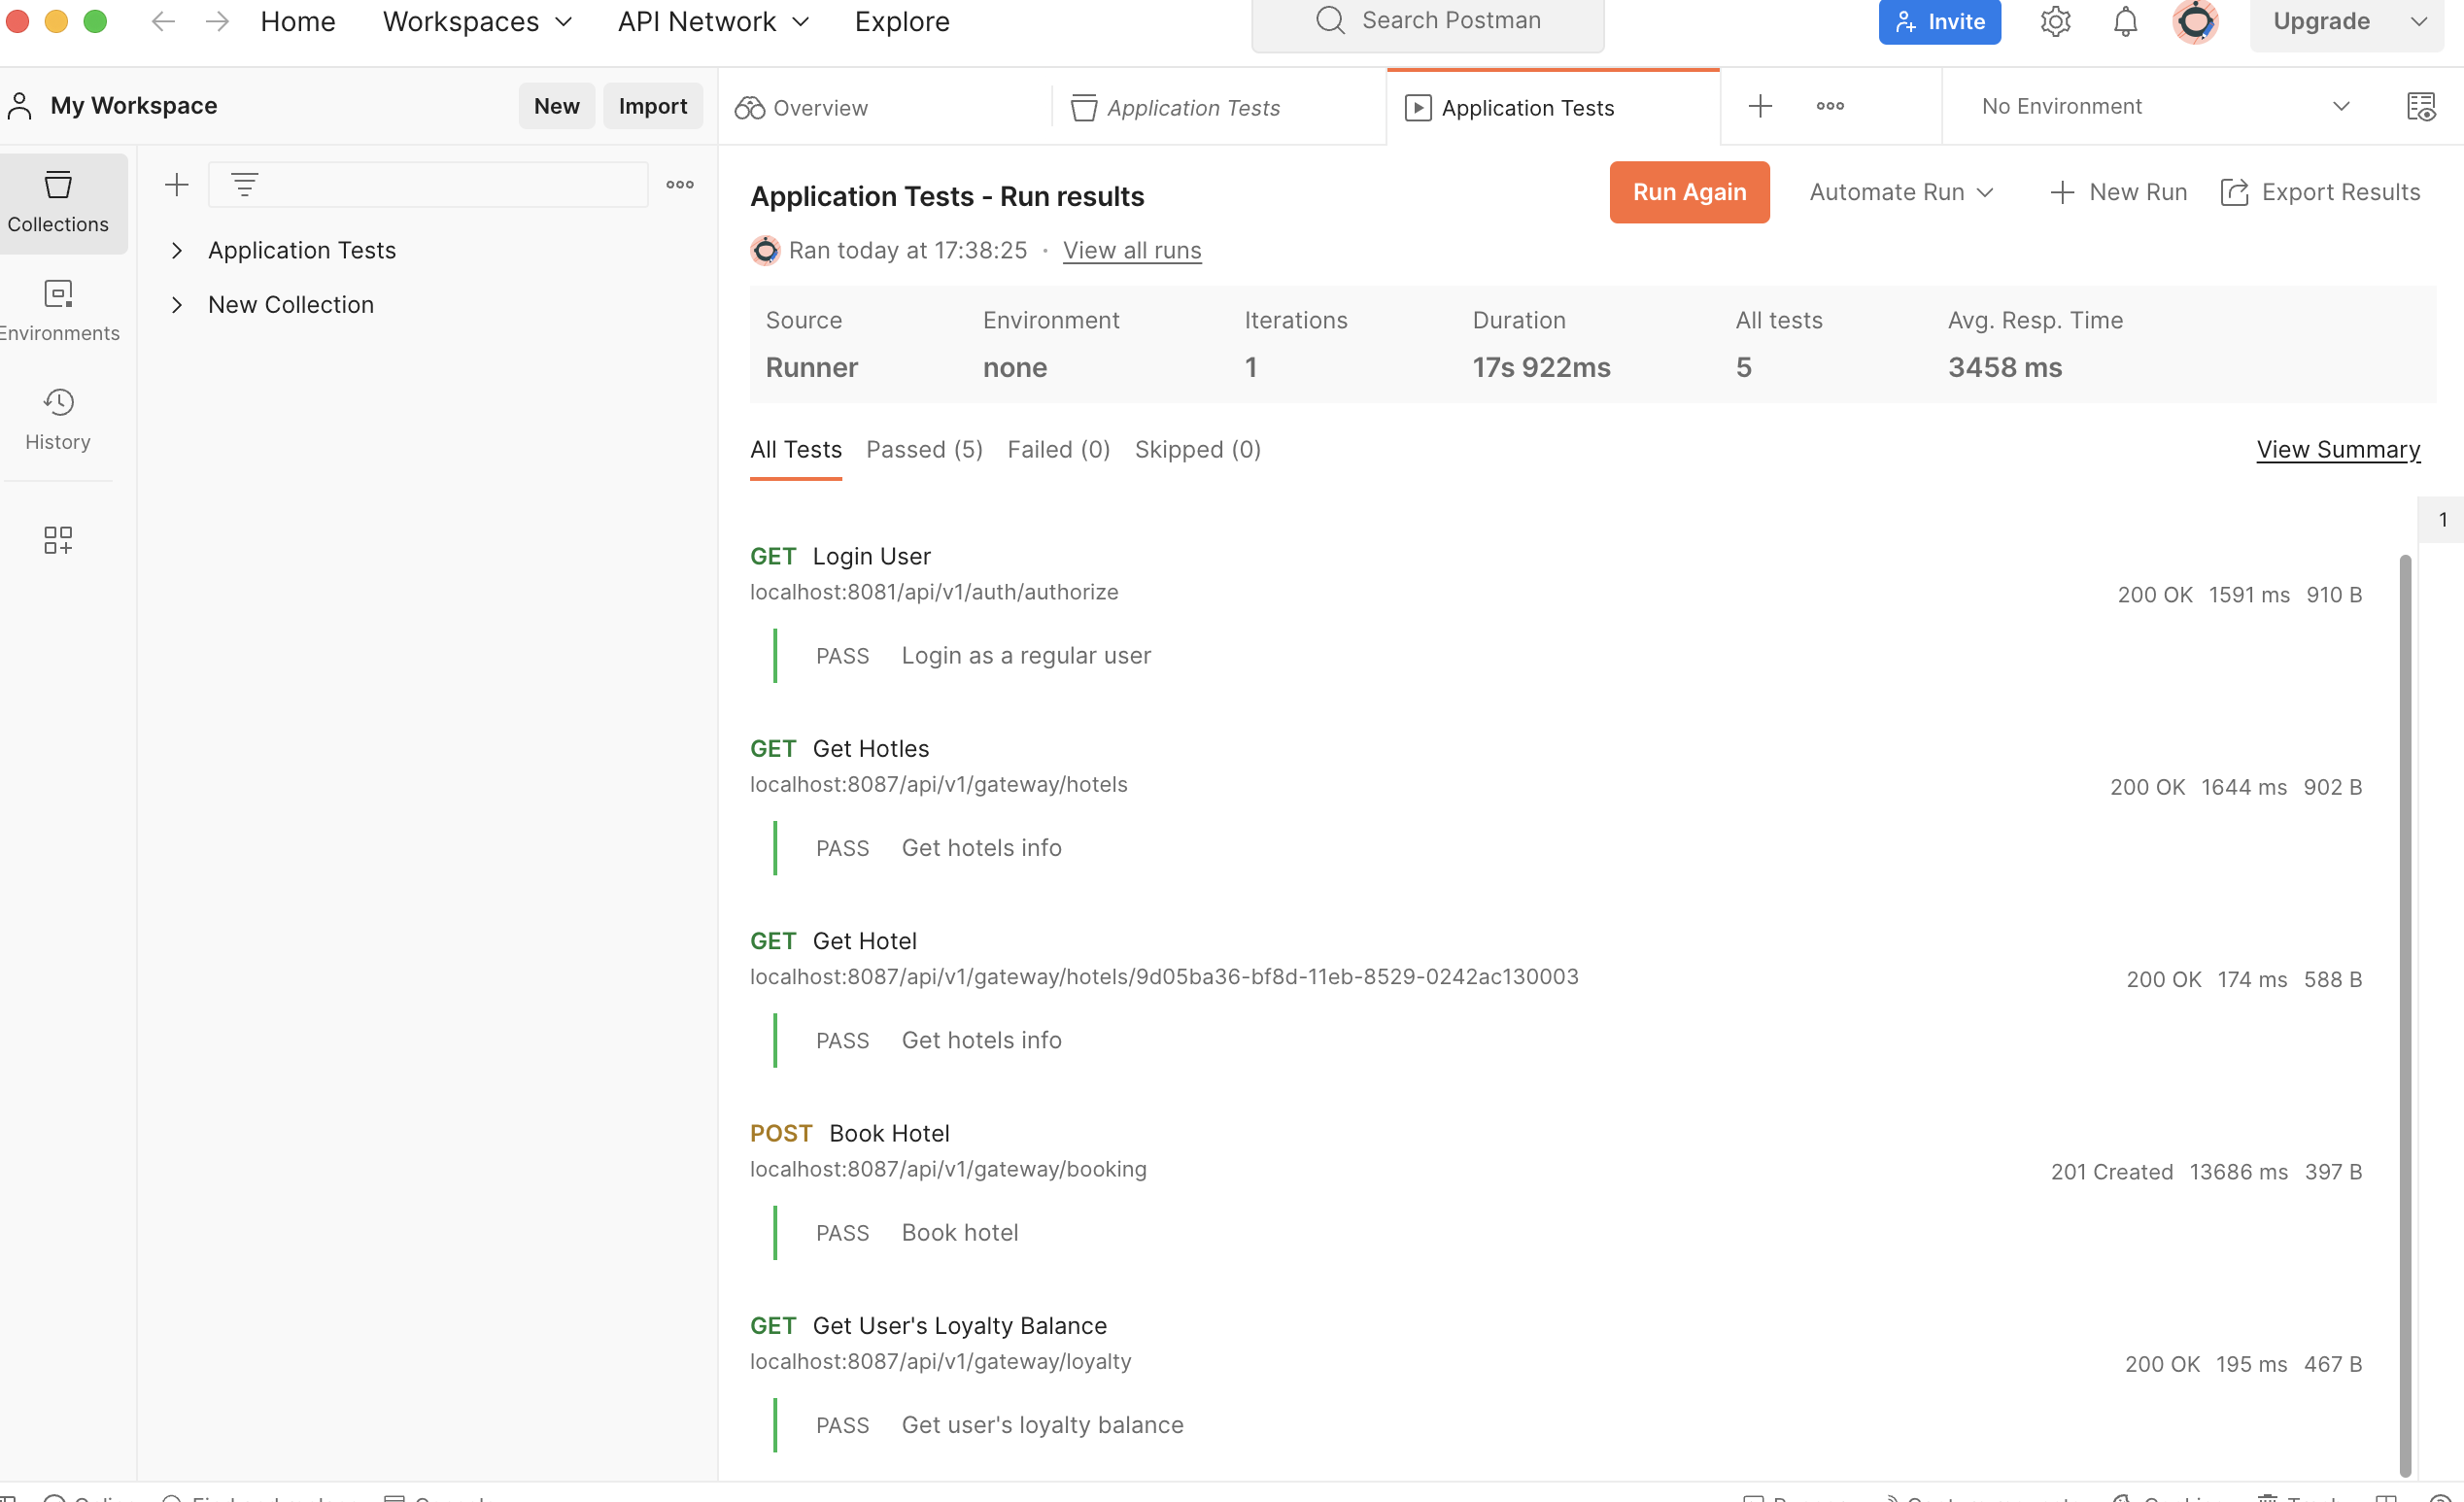 Home Workspaces API Network Explore Search Postman Invite Upgrade
My Workspace New Import Overview Application Tests Application Tests No Environment
Collections
Environments
History
Application Tests
New Collection
Application Tests - Run results Run Again Automate Run New Run Export Results
Ran today at 17:38:25 · View all runs
Source Environment Iterations Duration All tests Avg. Resp. Time
Runner none 1 17s 922ms 5 3458 ms
All Tests Passed (5) Failed (0) Skipped (0) View Summary
1
GET Login User
localhost:8081/api/v1/auth/authorize 200 OK 1591 ms 910 B
PASS Login as a regular user
GET Get Hotles
localhost:8087/api/v1/gateway/hotels 200 OK 1644 ms 902 B
PASS Get hotels info
GET Get Hotel
localhost:8087/api/v1/gateway/hotels/9d05ba36-bf8d-11eb-8529-0242ac130003 200 OK 174 ms 588 B
PASS Get hotels info
POST Book Hotel
localhost:8087/api/v1/gateway/booking 201 Created 13686 ms 397 B
PASS Book hotel
GET Get User's Loyalty Balance
localhost:8087/api/v1/gateway/loyalty 200 OK 195 ms 467 B
PASS Get user's loyalty balance